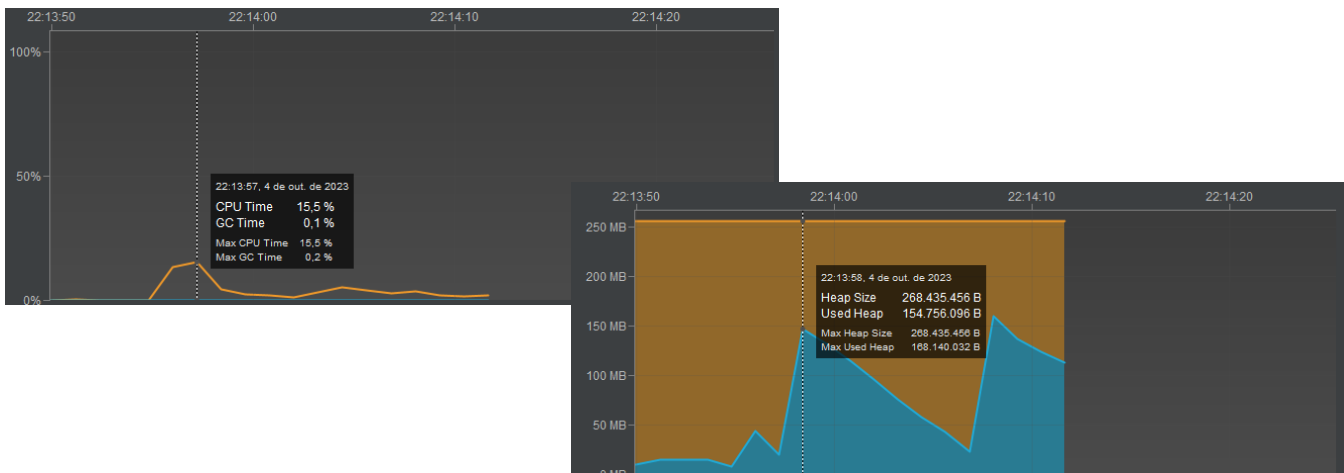 22:13:50 22:14:00 22:14:10 22:14:20
100%
50%
0%
22:13:57, 4 de out. de 2023
CPU Time 15,5 %
GC Time 0,1 %
Max CPU Time 15,5 %
Max GC Time 0,2 %
22:13:50 22:14:00 22:14:10 22:14:20
250 MB
200 MB
150 MB
100 MB
50 MB
0 MB
22:13:58, 4 de out. de 2023
Heap Size 268.435.456 B
Used Heap 154.756.096 B
Max Heap Size 268.435.456 B
Max Used Heap 168.140.032 B